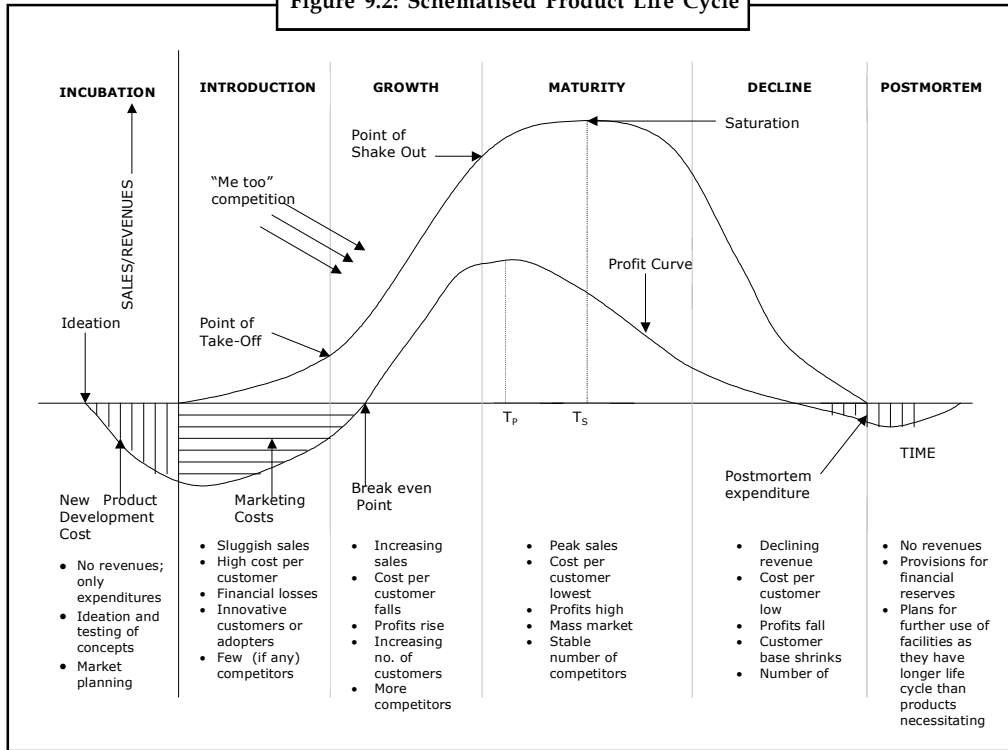 Figure 9.2: Schematised Product Life Cycle
INCUBATION
INTRODUCTION
GROWTH
MATURITY
DECLINE
POSTMORTEM
SALES/REVENUES
Point of
Shake Out
Saturation
"Me too"
competition
Profit Curve
Ideation
Point of
Take-Off
TP
TS
TIME
New Product
Development
Cost
Marketing
Costs
Break even
Point
Postmortem
expenditure
• No revenues;
only
expenditures
• Ideation and
testing of
concepts
• Market
planning
• Sluggish sales
• High cost per
customer
• Financial losses
• Innovative
customers or
adopters
• Few (if any)
competitors
• Increasing
sales
• Cost per
customer
falls
• Profits rise
• Increasing
no. of
customers
• More
competitors
• Peak sales
• Cost per
customer
lowest
• Profits high
• Mass market
• Stable
number of
competitors
• Declining
revenue
• Cost per
customer
low
• Profits fall
• Customer
base shrinks
• Number of
• No revenues
• Provisions for
financial
reserves
• Plans for
further use of
facilities as
they have
longer life
cycle than
products
necessitating